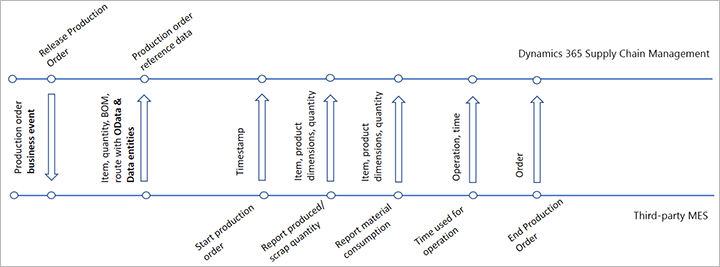 Release Production
Order
Production order
reference data
Dynamics 365 Supply Chain Management
Production order
business event
Item, quantity, BOM,
route with OData &
Data entities
Timestamp
Item, product
dimensions, quantity
Item, product
dimensions, quantity
Operation, time
Order
Third-party MES
Start production
order
Report produced/
scrap quantity
Report material
consumption
Time used for
operation
End Production
Order